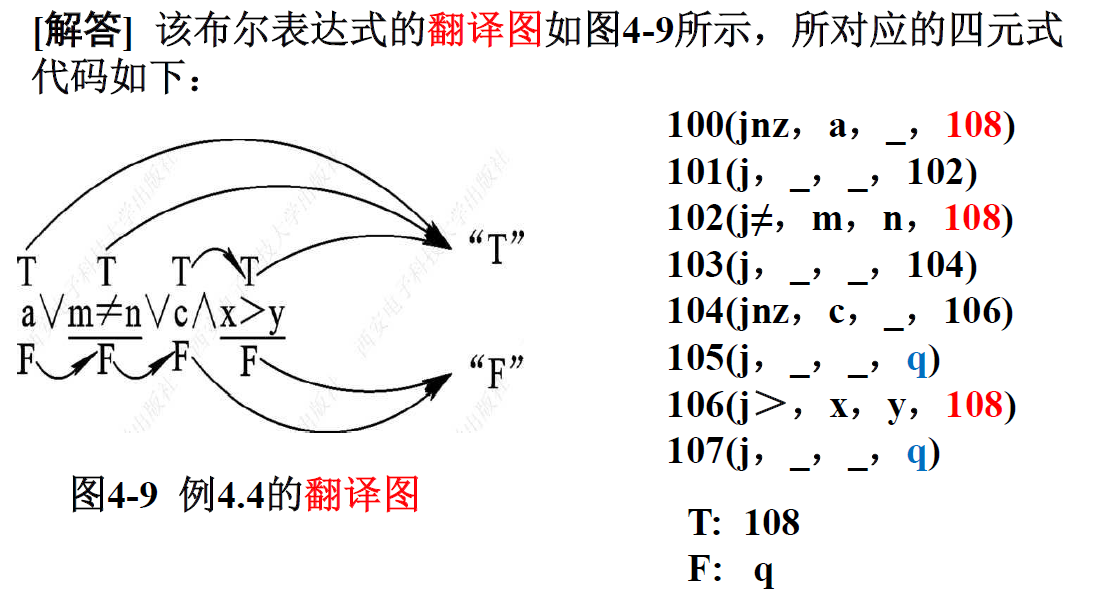 [解答] 该布尔表达式的翻译图如图4-9所示，所对应的四元式
代码如下：
T T T T
a∨m≠n∨c∧x>y
F F F F
“T”
“F”
图4-9 例4.4的翻译图
100(jnz，a，_，108)
101(j，_，_，102)
102(j≠，m，n，108)
103(j，_，_，104)
104(jnz，c，_，106)
105(j，_，_，q)
106(j＞，x，y，108)
107(j，_，_，q)
T: 108
F: q